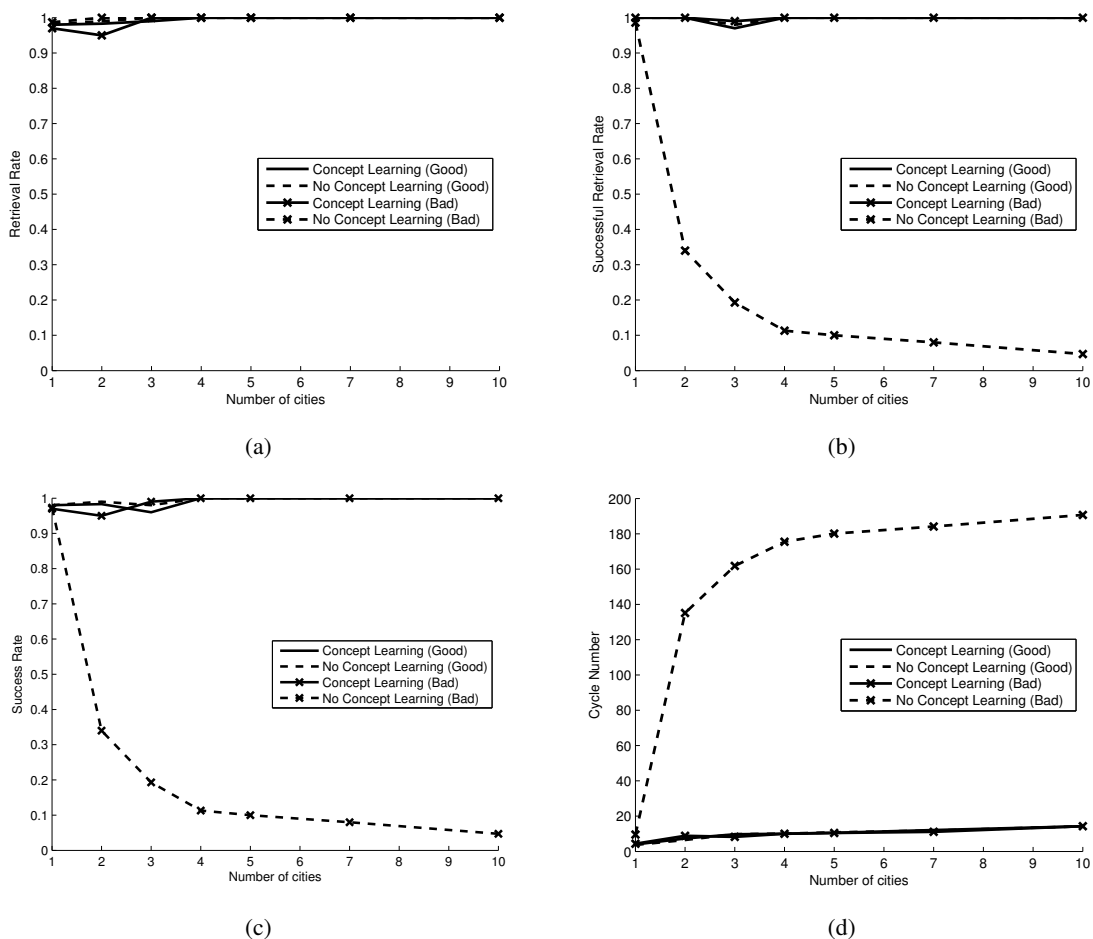 1
0.9
0.8
0.7
0.6
0.5
0.4
0.3
0.2
0.1
0
Retrieval Rate
Concept Learning (Good)
No Concept Learning (Good)
Concept Learning (Bad)
No Concept Learning (Bad)
1 2 3 4 5 6 7 8 9 10
Number of cities
(a)
1
0.9
0.8
0.7
0.6
0.5
0.4
0.3
0.2
0.1
0
Successful Retrieval Rate
Concept Learning (Good)
No Concept Learning (Good)
Concept Learning (Bad)
No Concept Learning (Bad)
1 2 3 4 5 6 7 8 9 10
Number of cities
(b)
1
0.9
0.8
0.7
0.6
0.5
0.4
0.3
0.2
0.1
0
Success Rate
Concept Learning (Good)
No Concept Learning (Good)
Concept Learning (Bad)
No Concept Learning (Bad)
1 2 3 4 5 6 7 8 9 10
Number of cities
(c)
200
180
160
140
120
100
80
60
40
20
0
Cycle Number
Concept Learning (Good)
No Concept Learning (Good)
Concept Learning (Bad)
No Concept Learning (Bad)
1 2 3 4 5 6 7 8 9 10
Number of cities
(d)